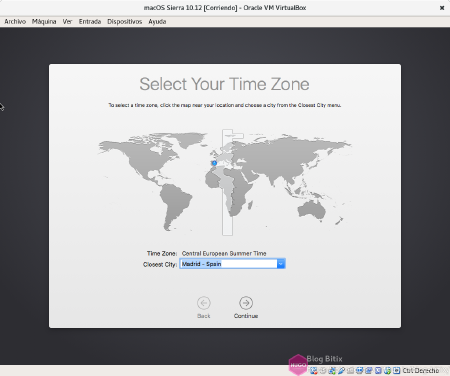 macOS Sierra 10.12 [Corriendo] - Oracle VM VirtualBox
Archivo Máquina Ver Entrada Dispositivos Ayuda
Select Your Time Zone
To select a time zone, click the map near your location and choose a city from the Closest City menu.
Time Zone: Central European Summer Time
Closest City: Madrid - Spain
Back Continue
Blog Bitix
Ctrl Derecho